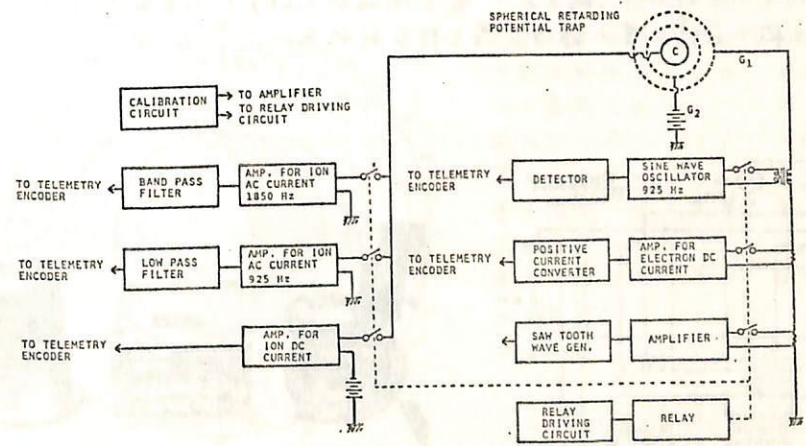 SPHERICAL RETARDING
POTENTIAL TRAP
C
G1
G2
CALIBRATION
CIRCUIT
TO AMPLIFIER
TO RELAY DRIVING
CIRCUIT
TO TELEMETRY
ENCODER
BAND PASS
FILTER
AMP. FOR ION
AC CURRENT
1850 Hz
TO TELEMETRY
ENCODER
DETECTOR
SINE WAVE
OSCILLATOR
925 Hz
TO TELEMETRY
ENCODER
LOW PASS
FILTER
AMP. FOR ION
AC CURRENT
925 Hz
TO TELEMETRY
ENCODER
POSITIVE
CURRENT
CONVERTER
AMP. FOR
ELECTRON DC
CURRENT
TO TELEMETRY
ENCODER
AMP. FOR
ION DC
CURRENT
SAW TOOTH
WAVE GEN.
AMPLIFIER
RELAY
DRIVING
CIRCUIT
RELAY